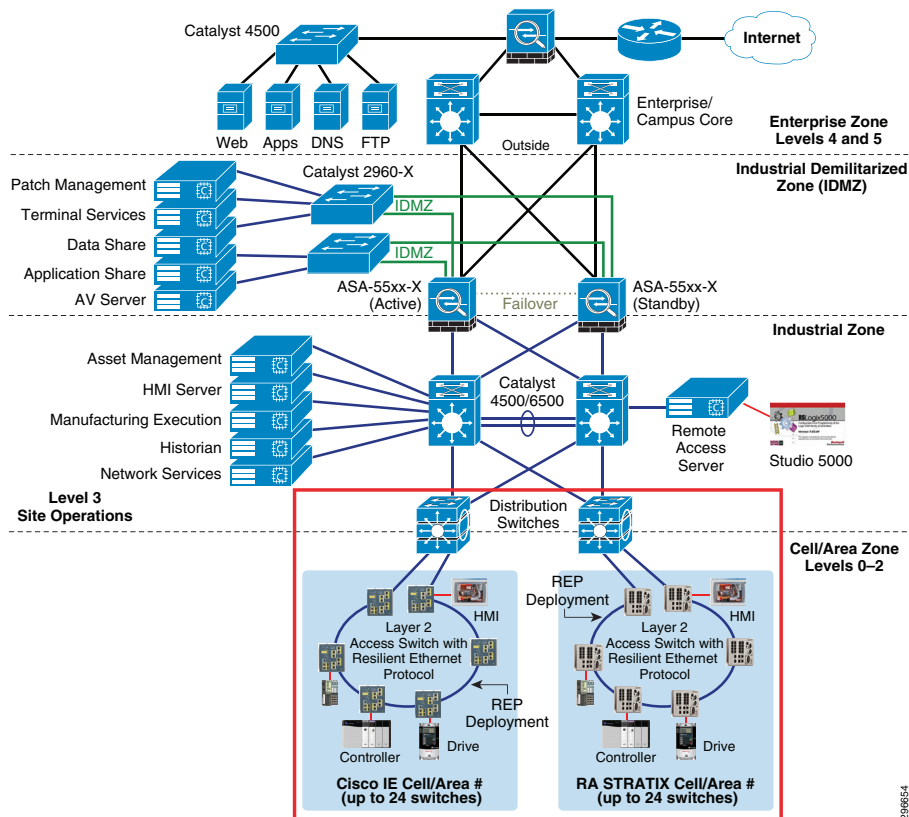 Catalyst 4500
Internet
Web
Apps
DNS
FTP
Enterprise/
Campus Core
Enterprise Zone
Levels 4 and 5
Outside
Industrial Demilitarized
Zone (IDMZ)
Patch Management
Terminal Services
Data Share
Application Share
AV Server
Catalyst 2960-X
IDMZ
IDMZ
ASA-55xx-X
(Active)
Failover
ASA-55xx-X
(Standby)
Industrial Zone
Asset Management
HMI Server
Manufacturing Execution
Historian
Network Services
Catalyst
4500/6500
Remote
Access
Server
RSLogix5000
Studio 5000
Level 3
Site Operations
Distribution
Switches
Cell/Area Zone
Levels 0–2
HMI
Layer 2
Access Switch with
Resilient Ethernet
Protocol
REP
Deployment
Controller
Drive
Cisco IE Cell/Area #
(up to 24 switches)
REP
Deployment
HMI
Layer 2
Access Switch with
Resilient Ethernet
Protocol
Controller
Drive
RA STRATIX Cell/Area #
(up to 24 switches)
296654